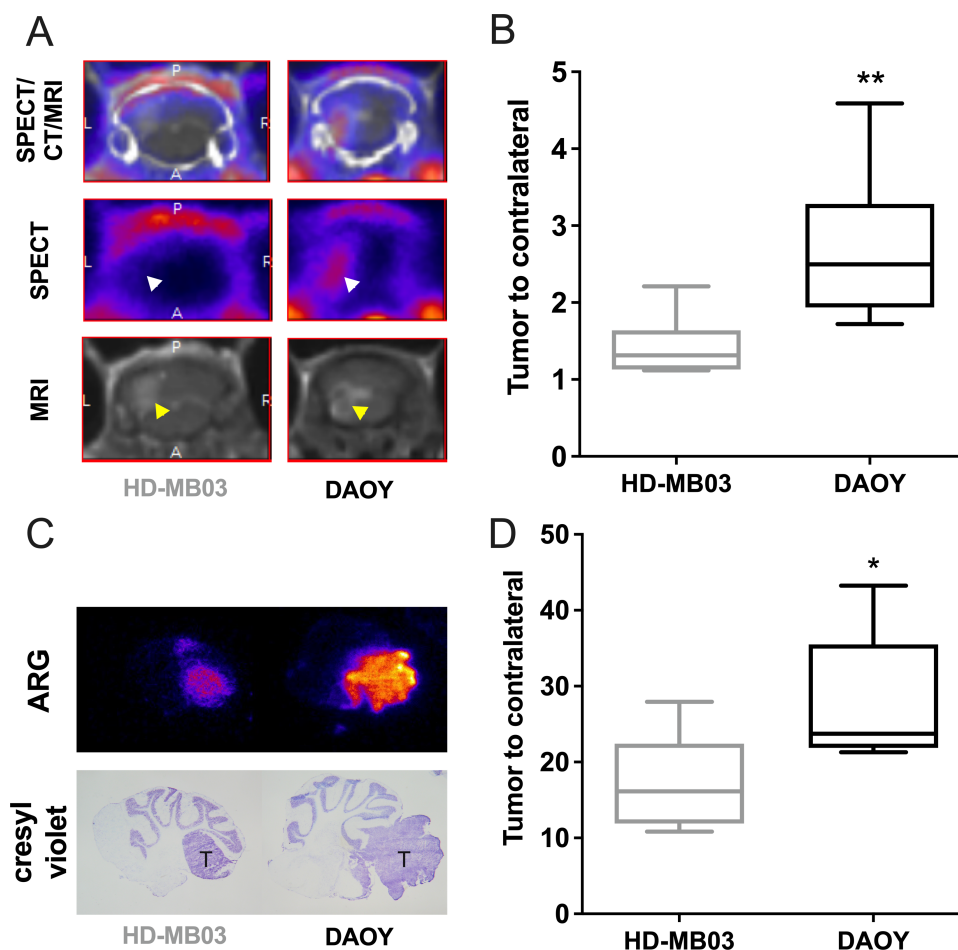 A
SPECT/
CT/MRI
P
L
R
A
SPECT
P
L
R
A
MRI
P
L
R
A
HD-MB03
DAOY
B
Tumor to contralateral
5
4
3
2
1
0
**
HD-MB03
DAOY
C
ARG
cresyl
violet
T
T
HD-MB03
DAOY
D
Tumor to contralateral
50
40
30
20
10
0
*
HD-MB03
DAOY